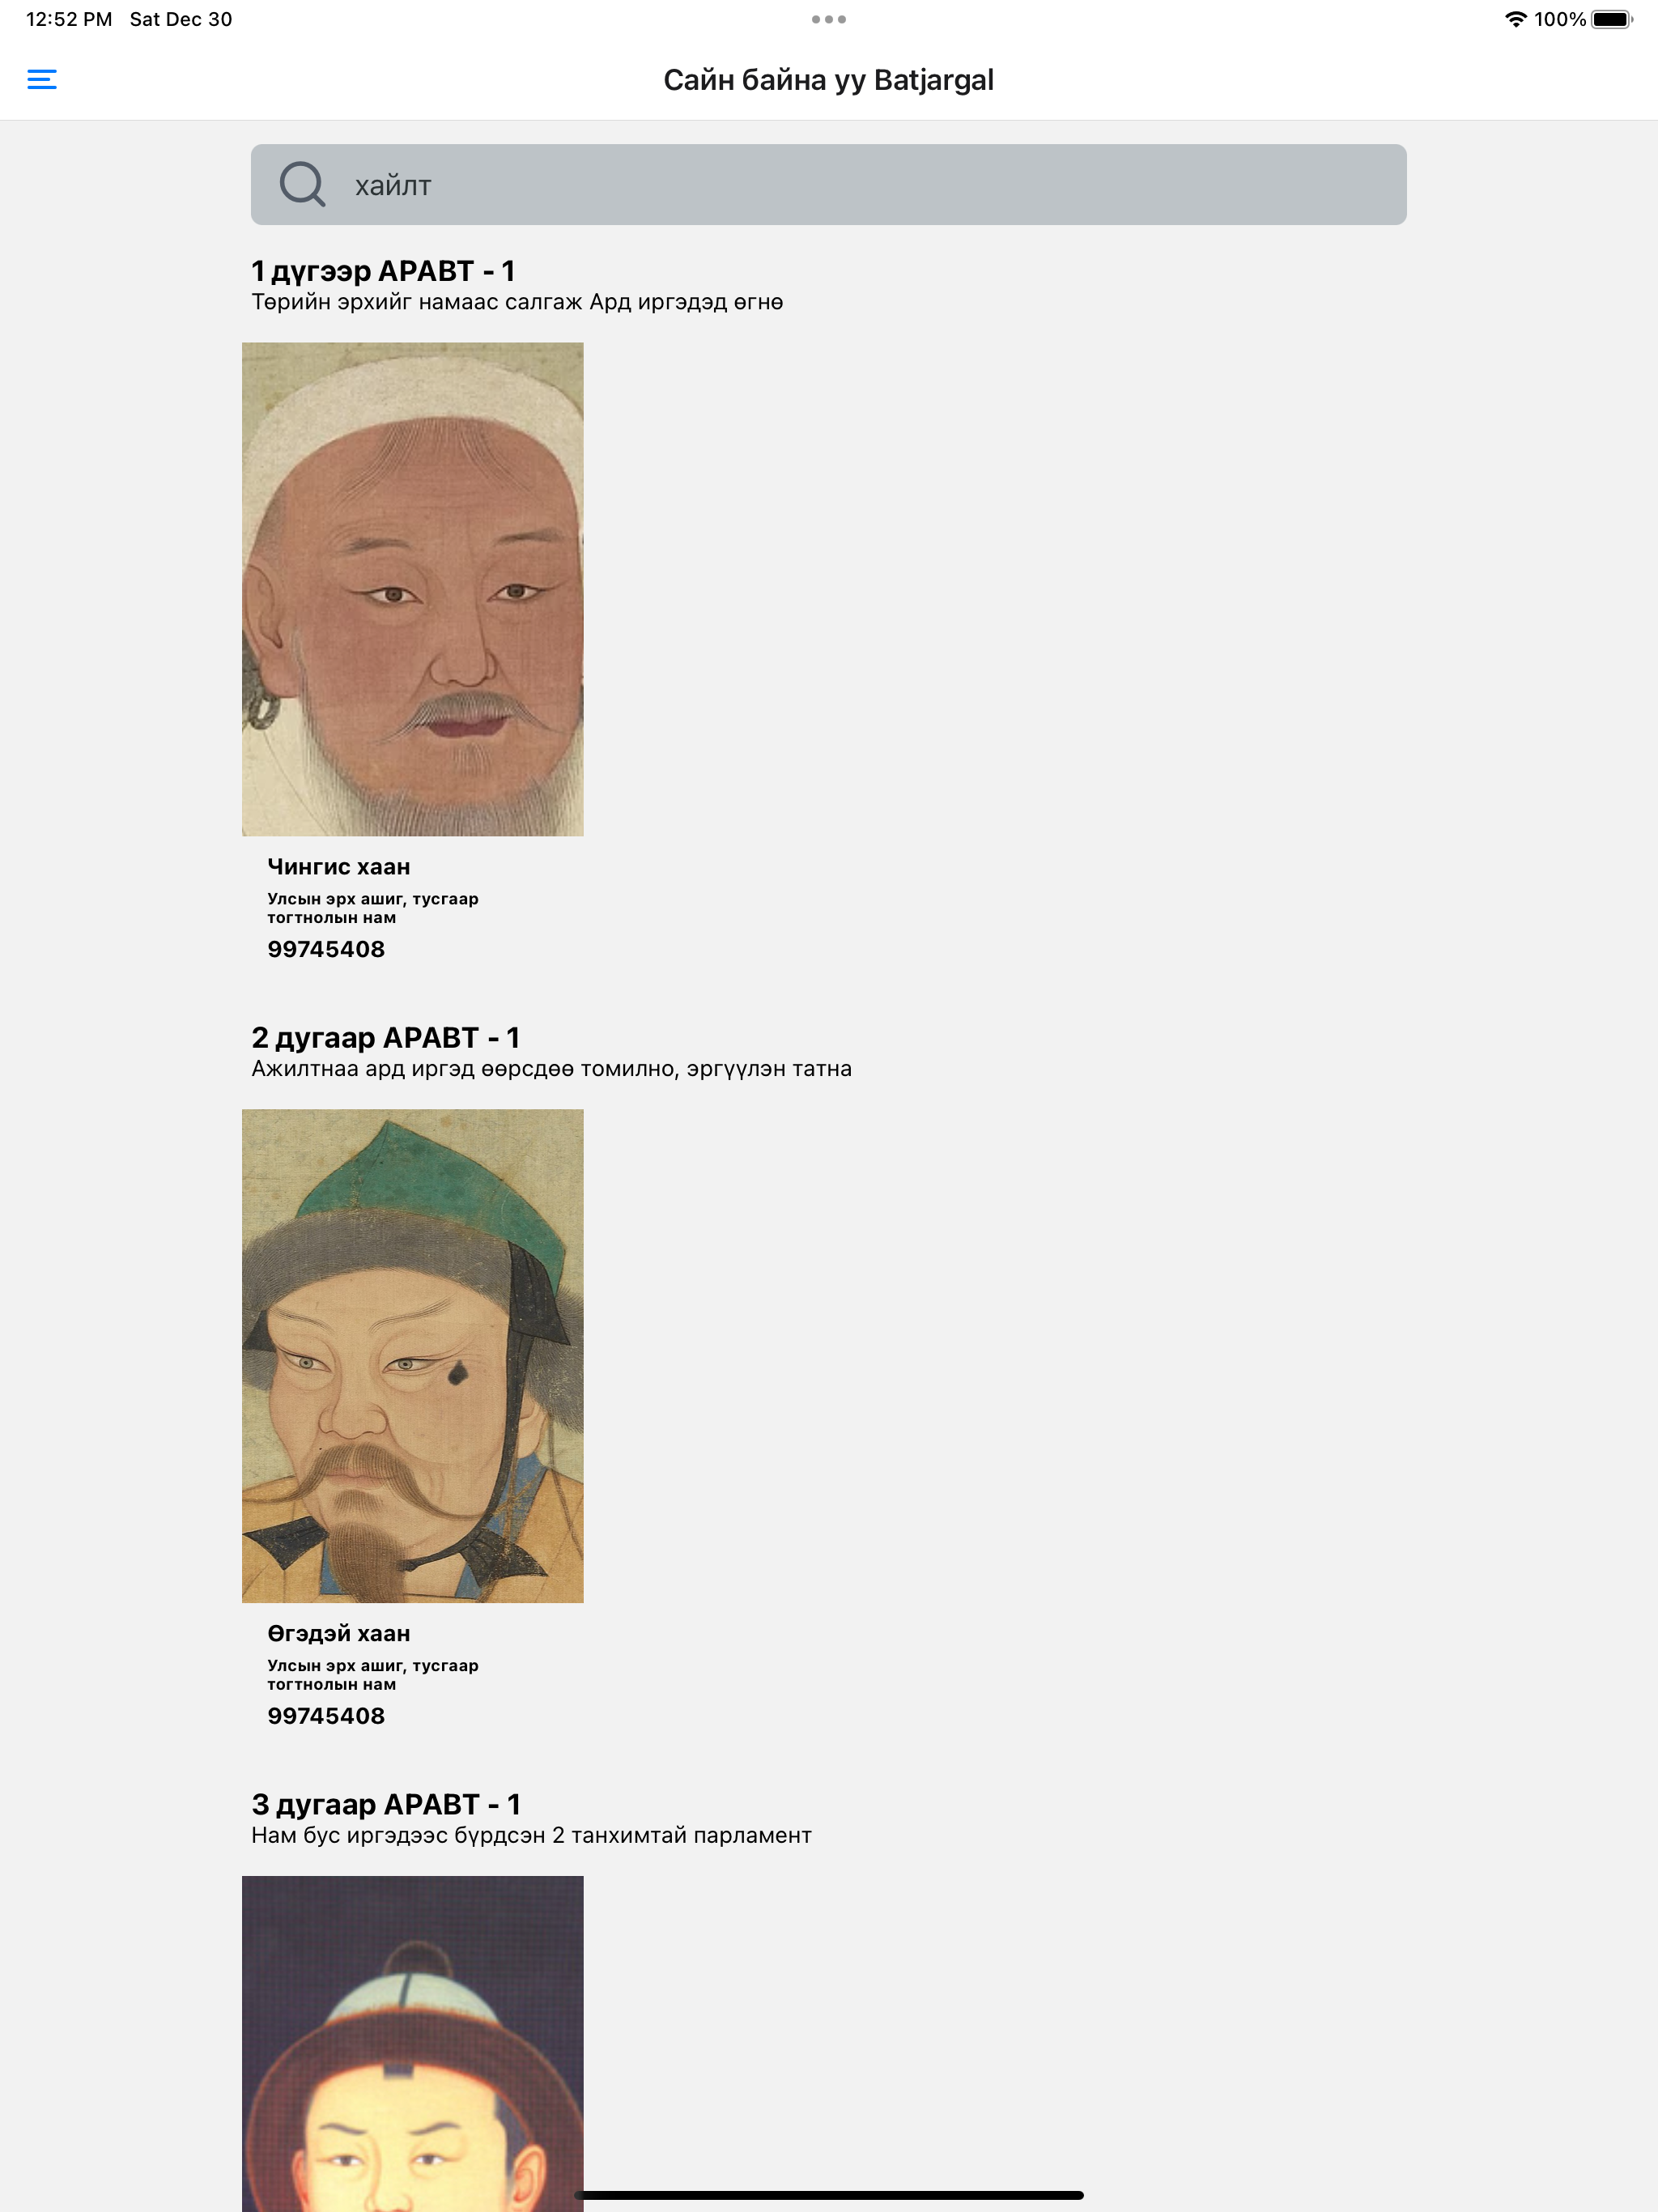 12:52 PM Sat Dec 30
100%
Сайн байна уу Batjargal
хайлт
1 дүгээр АРАВТ - 1
Төрийн эрхийг намаас салгаж Ард иргэдэд өгнө
Чингис хаан
Улсын эрх ашиг, тусгаар
тогтнолын нам
99745408
2 дугаар АРАВТ - 1
Ажилтнаа ард иргэд өөрсдөө томилно, эргүүлэн татна
Өгэдэй хаан
Улсын эрх ашиг, тусгаар
тогтнолын нам
99745408
3 дугаар АРАВТ - 1
Нам бус иргэдээс бүрдсэн 2 танхимтай парламент